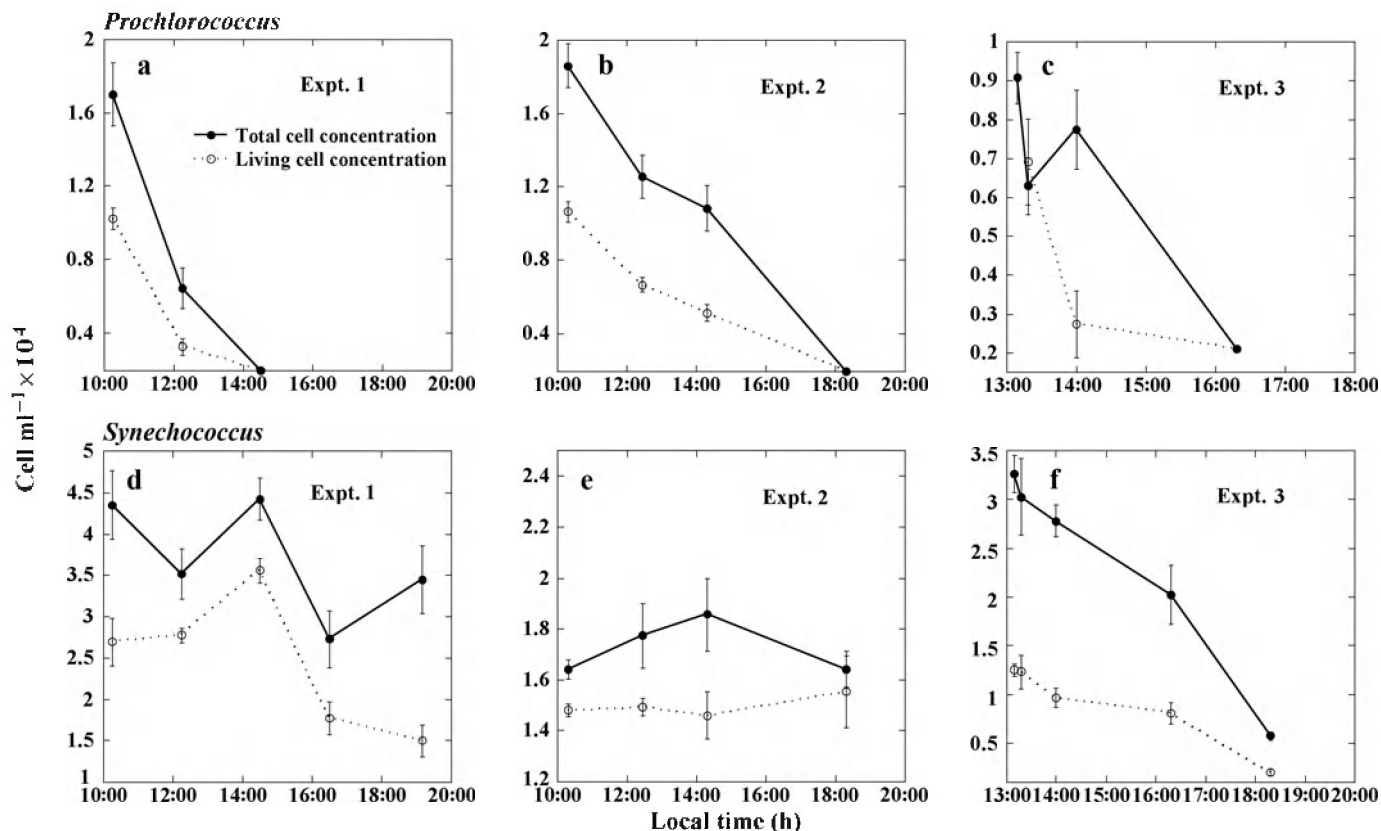 Prochlorococcus
a
Expt. 1
Total cell concentration
Living cell concentration
2
1.6
1.2
0.8
0.4
10:00 12:00 14:00 16:00 18:00 20:00
b
Expt. 2
2
1.6
1.2
0.8
0.4
10:00 12:00 14:00 16:00 18:00 20:00
c
Expt. 3
1
0.9
0.8
0.7
0.6
0.5
0.4
0.3
0.2
13:00 14:00 15:00 16:00 17:00 18:00
Cell ml⁻¹ × 10⁴
Synechococcus
d
Expt. 1
5
4.5
4
3.5
3
2.5
2
1.5
1
10:00 12:00 14:00 16:00 18:00 20:00
e
Expt. 2
2.4
2.2
2
1.8
1.6
1.4
1.2
10:00 12:00 14:00 16:00 18:00 20:00
f
Expt. 3
3.5
3
2.5
2
1.5
1
0.5
13:00 14:00 15:00 16:00 17:00 18:00 19:00 20:00
Local time (h)